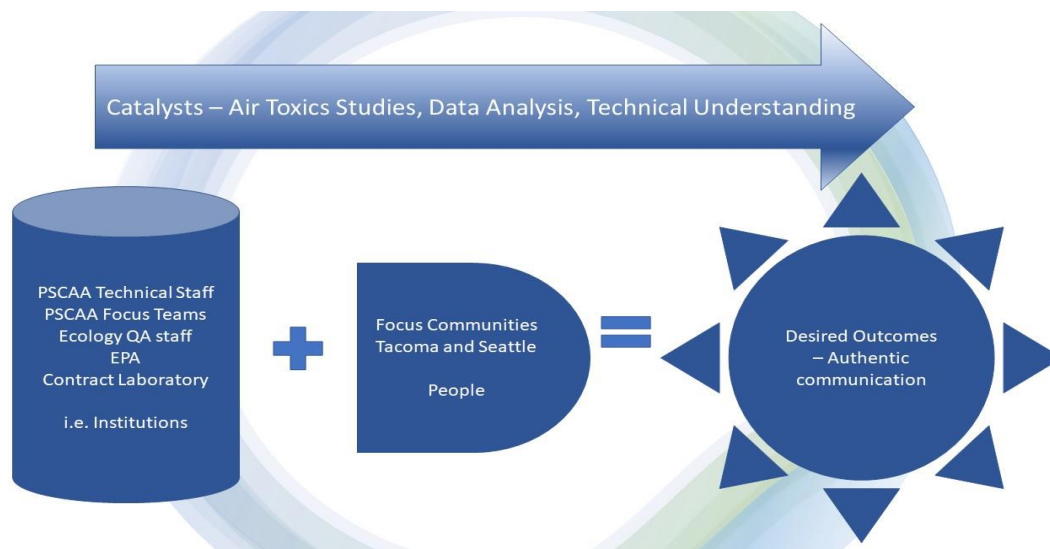 Catalysts – Air Toxics Studies, Data Analysis, Technical Understanding
PSCAA Technical Staff
PSCAA Focus Teams
Ecology QA staff
EPA
Contract Laboratory
i.e. Institutions
Focus Communities
Tacoma and Seattle
People
Desired Outcomes
– Authentic
communication